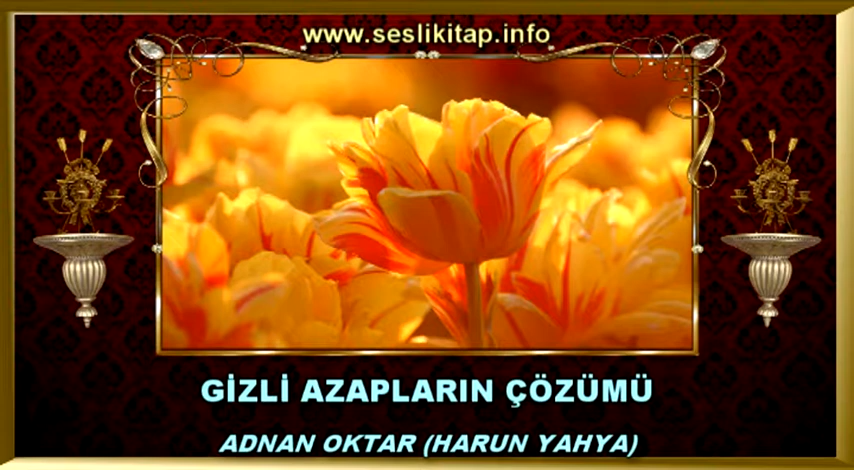 www.seslikitap.info
GİZLİ AZAPLARIN ÇÖZÜMÜ
ADNAN OKTAR (HARUN YAHYA)